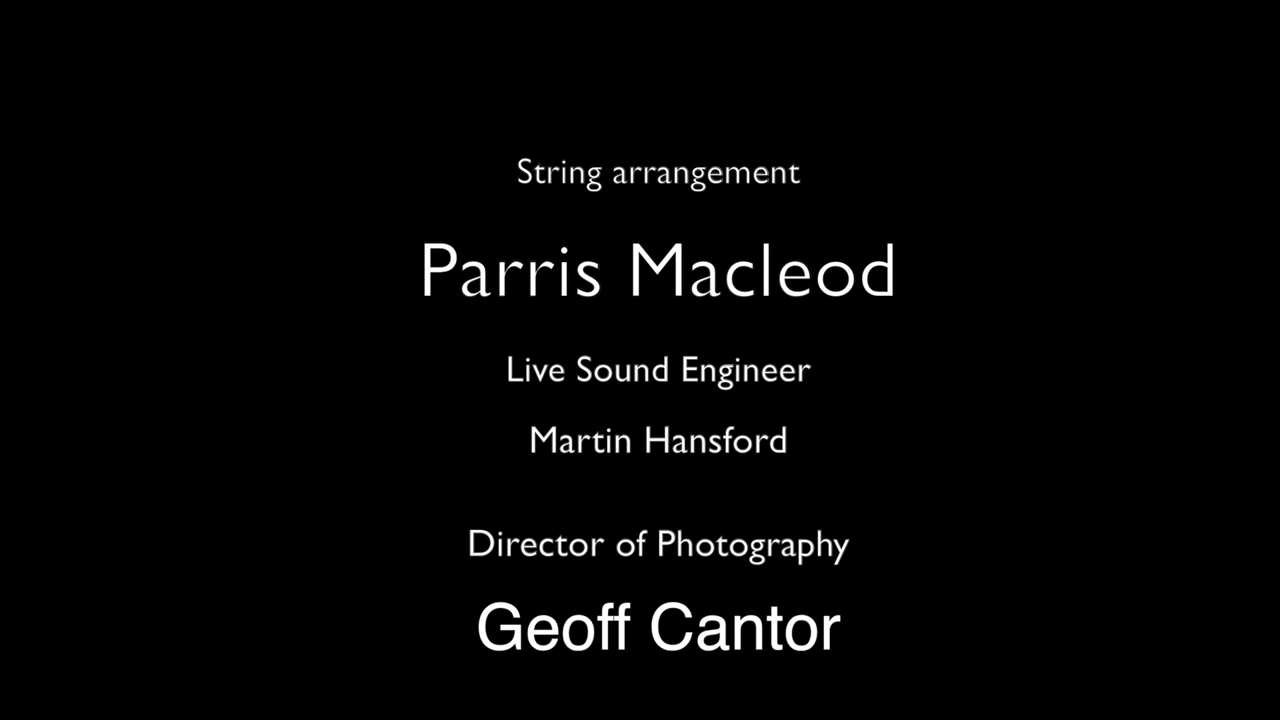 String arrangement
Parris Macleod
Live Sound Engineer
Martin Hansford
Director of Photography
Geoff Cantor